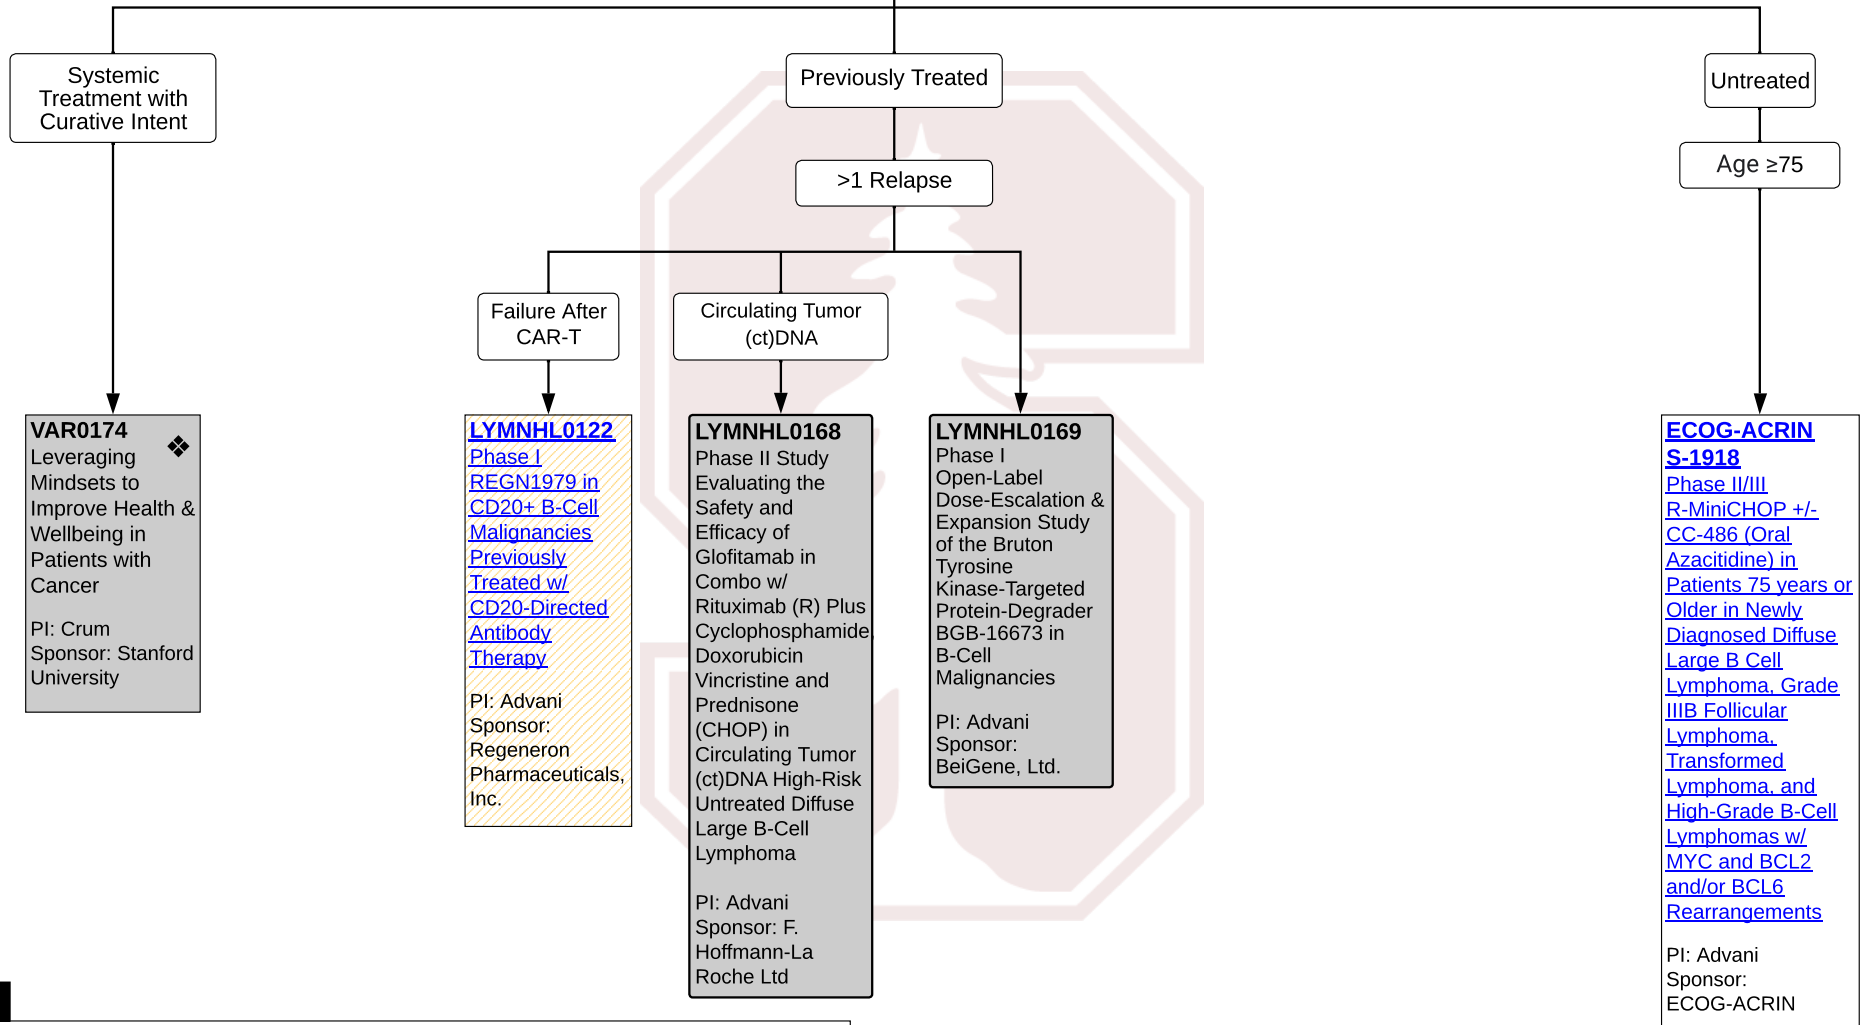 Systemic
Treatment with
Curative Intent
Previously Treated
Untreated
Age ≥75
>1 Relapse
Failure After
CAR-T
Circulating Tumor
(ct)DNA
VAR0174
❖
Leveraging
Mindsets to
Improve Health &
Wellbeing in
Patients with
Cancer
PI: Crum
Sponsor: Stanford
University
LYMNHL0122
Phase I
REGN1979 in
CD20+ B-Cell
Malignancies
Previously
Treated w/
CD20-Directed
Antibody
Therapy
PI: Advani
Sponsor:
Regeneron
Pharmaceuticals,
Inc.
LYMNHL0168
Phase II Study
Evaluating the
Safety and
Efficacy of
Glofitamab in
Combo w/
Rituximab (R) Plus
Cyclophosphamide,
Doxorubicin
Vincristine and
Prednisone
(CHOP) in
Circulating Tumor
(ct)DNA High-Risk
Untreated Diffuse
Large B-Cell
Lymphoma
PI: Advani
Sponsor: F.
Hoffmann-La
Roche Ltd
LYMNHL0169
Phase I
Open-Label
Dose-Escalation &
Expansion Study
of the Bruton
Tyrosine
Kinase-Targeted
Protein-Degrader
BGB-16673 in
B-Cell
Malignancies
PI: Advani
Sponsor:
BeiGene, Ltd.
ECOG-ACRIN
S-1918
Phase II/III
R-MiniCHOP +/-
CC-486 (Oral
Azacitidine) in
Patients 75 years or
Older in Newly
Diagnosed Diffuse
Large B Cell
Lymphoma, Grade
IIIB Follicular
Lymphoma,
Transformed
Lymphoma, and
High-Grade B-Cell
Lymphomas w/
MYC and BCL2
and/or BCL6
Rearrangements
PI: Advani
Sponsor:
ECOG-ACRIN